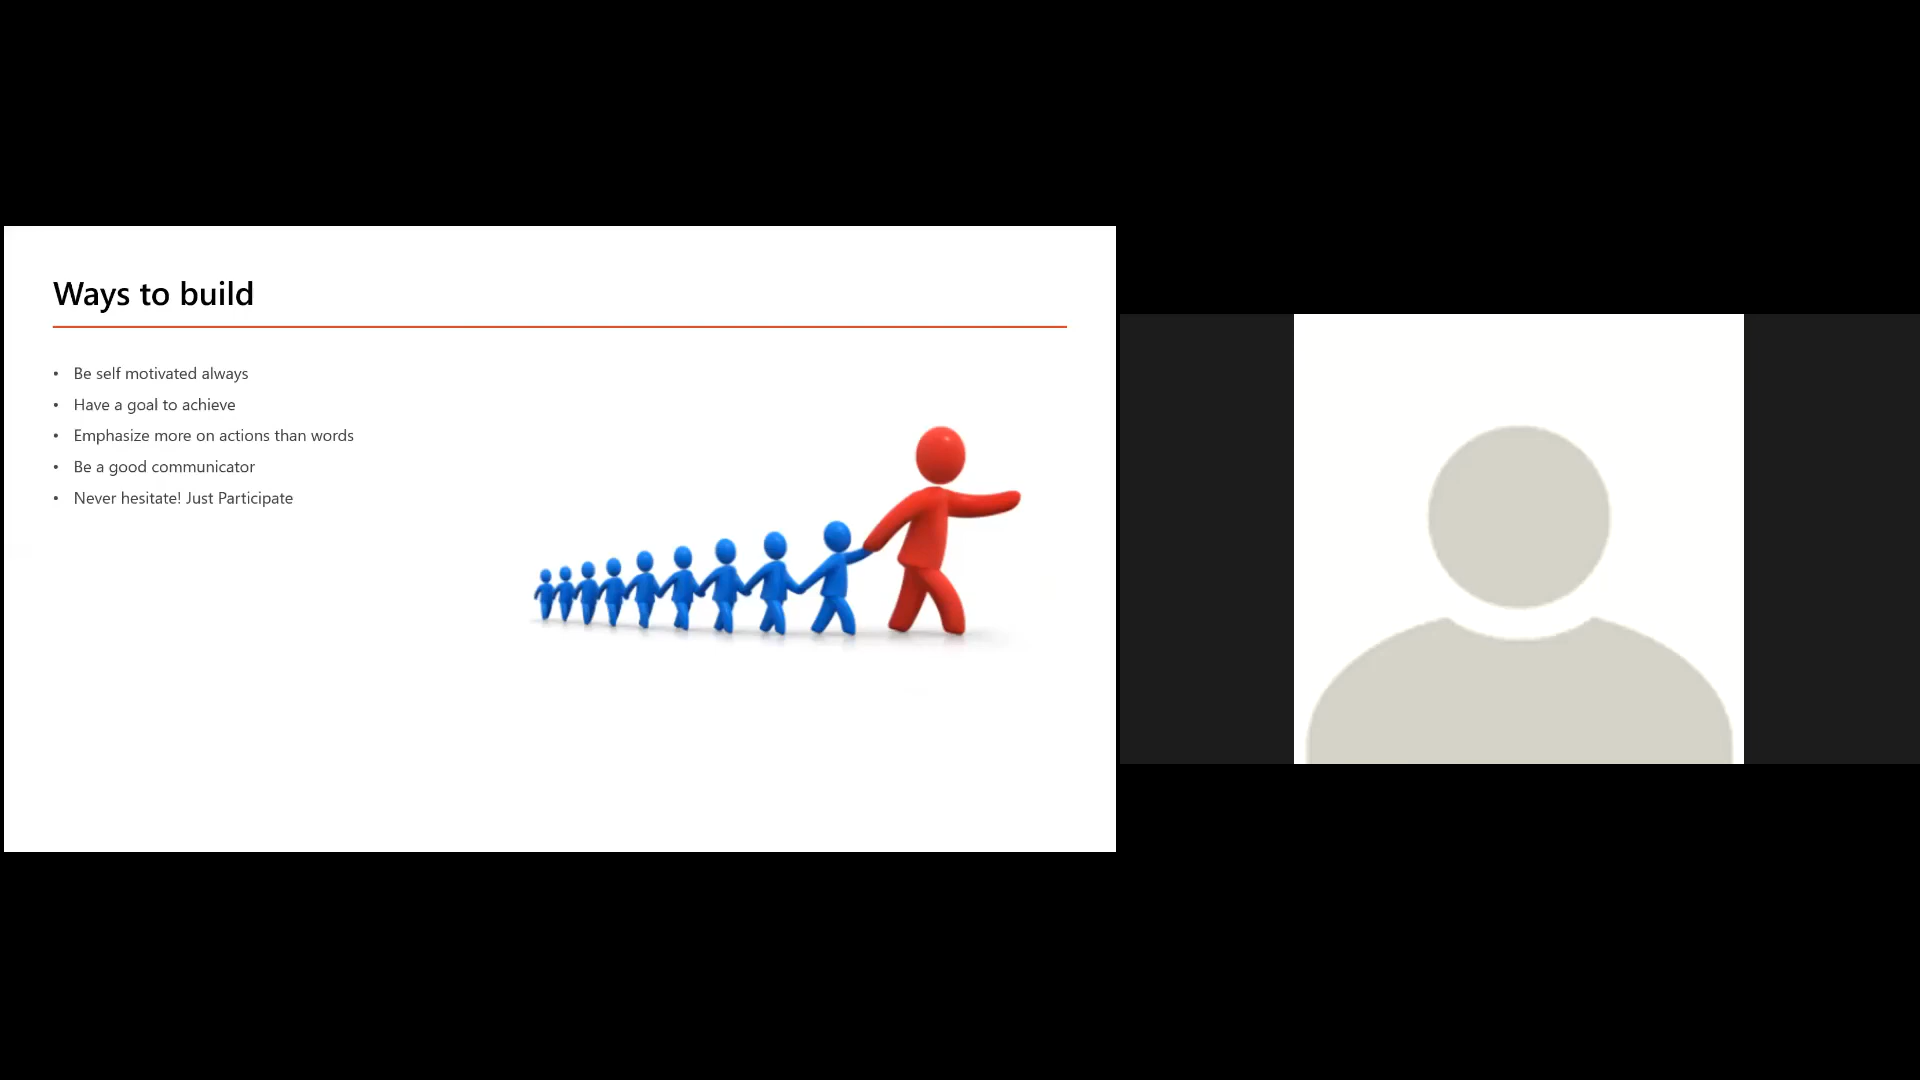 Ways to build
• Be self motivated always
• Have a goal to achieve
• Emphasize more on actions than words
• Be a good communicator
• Never hesitate! Just Participate